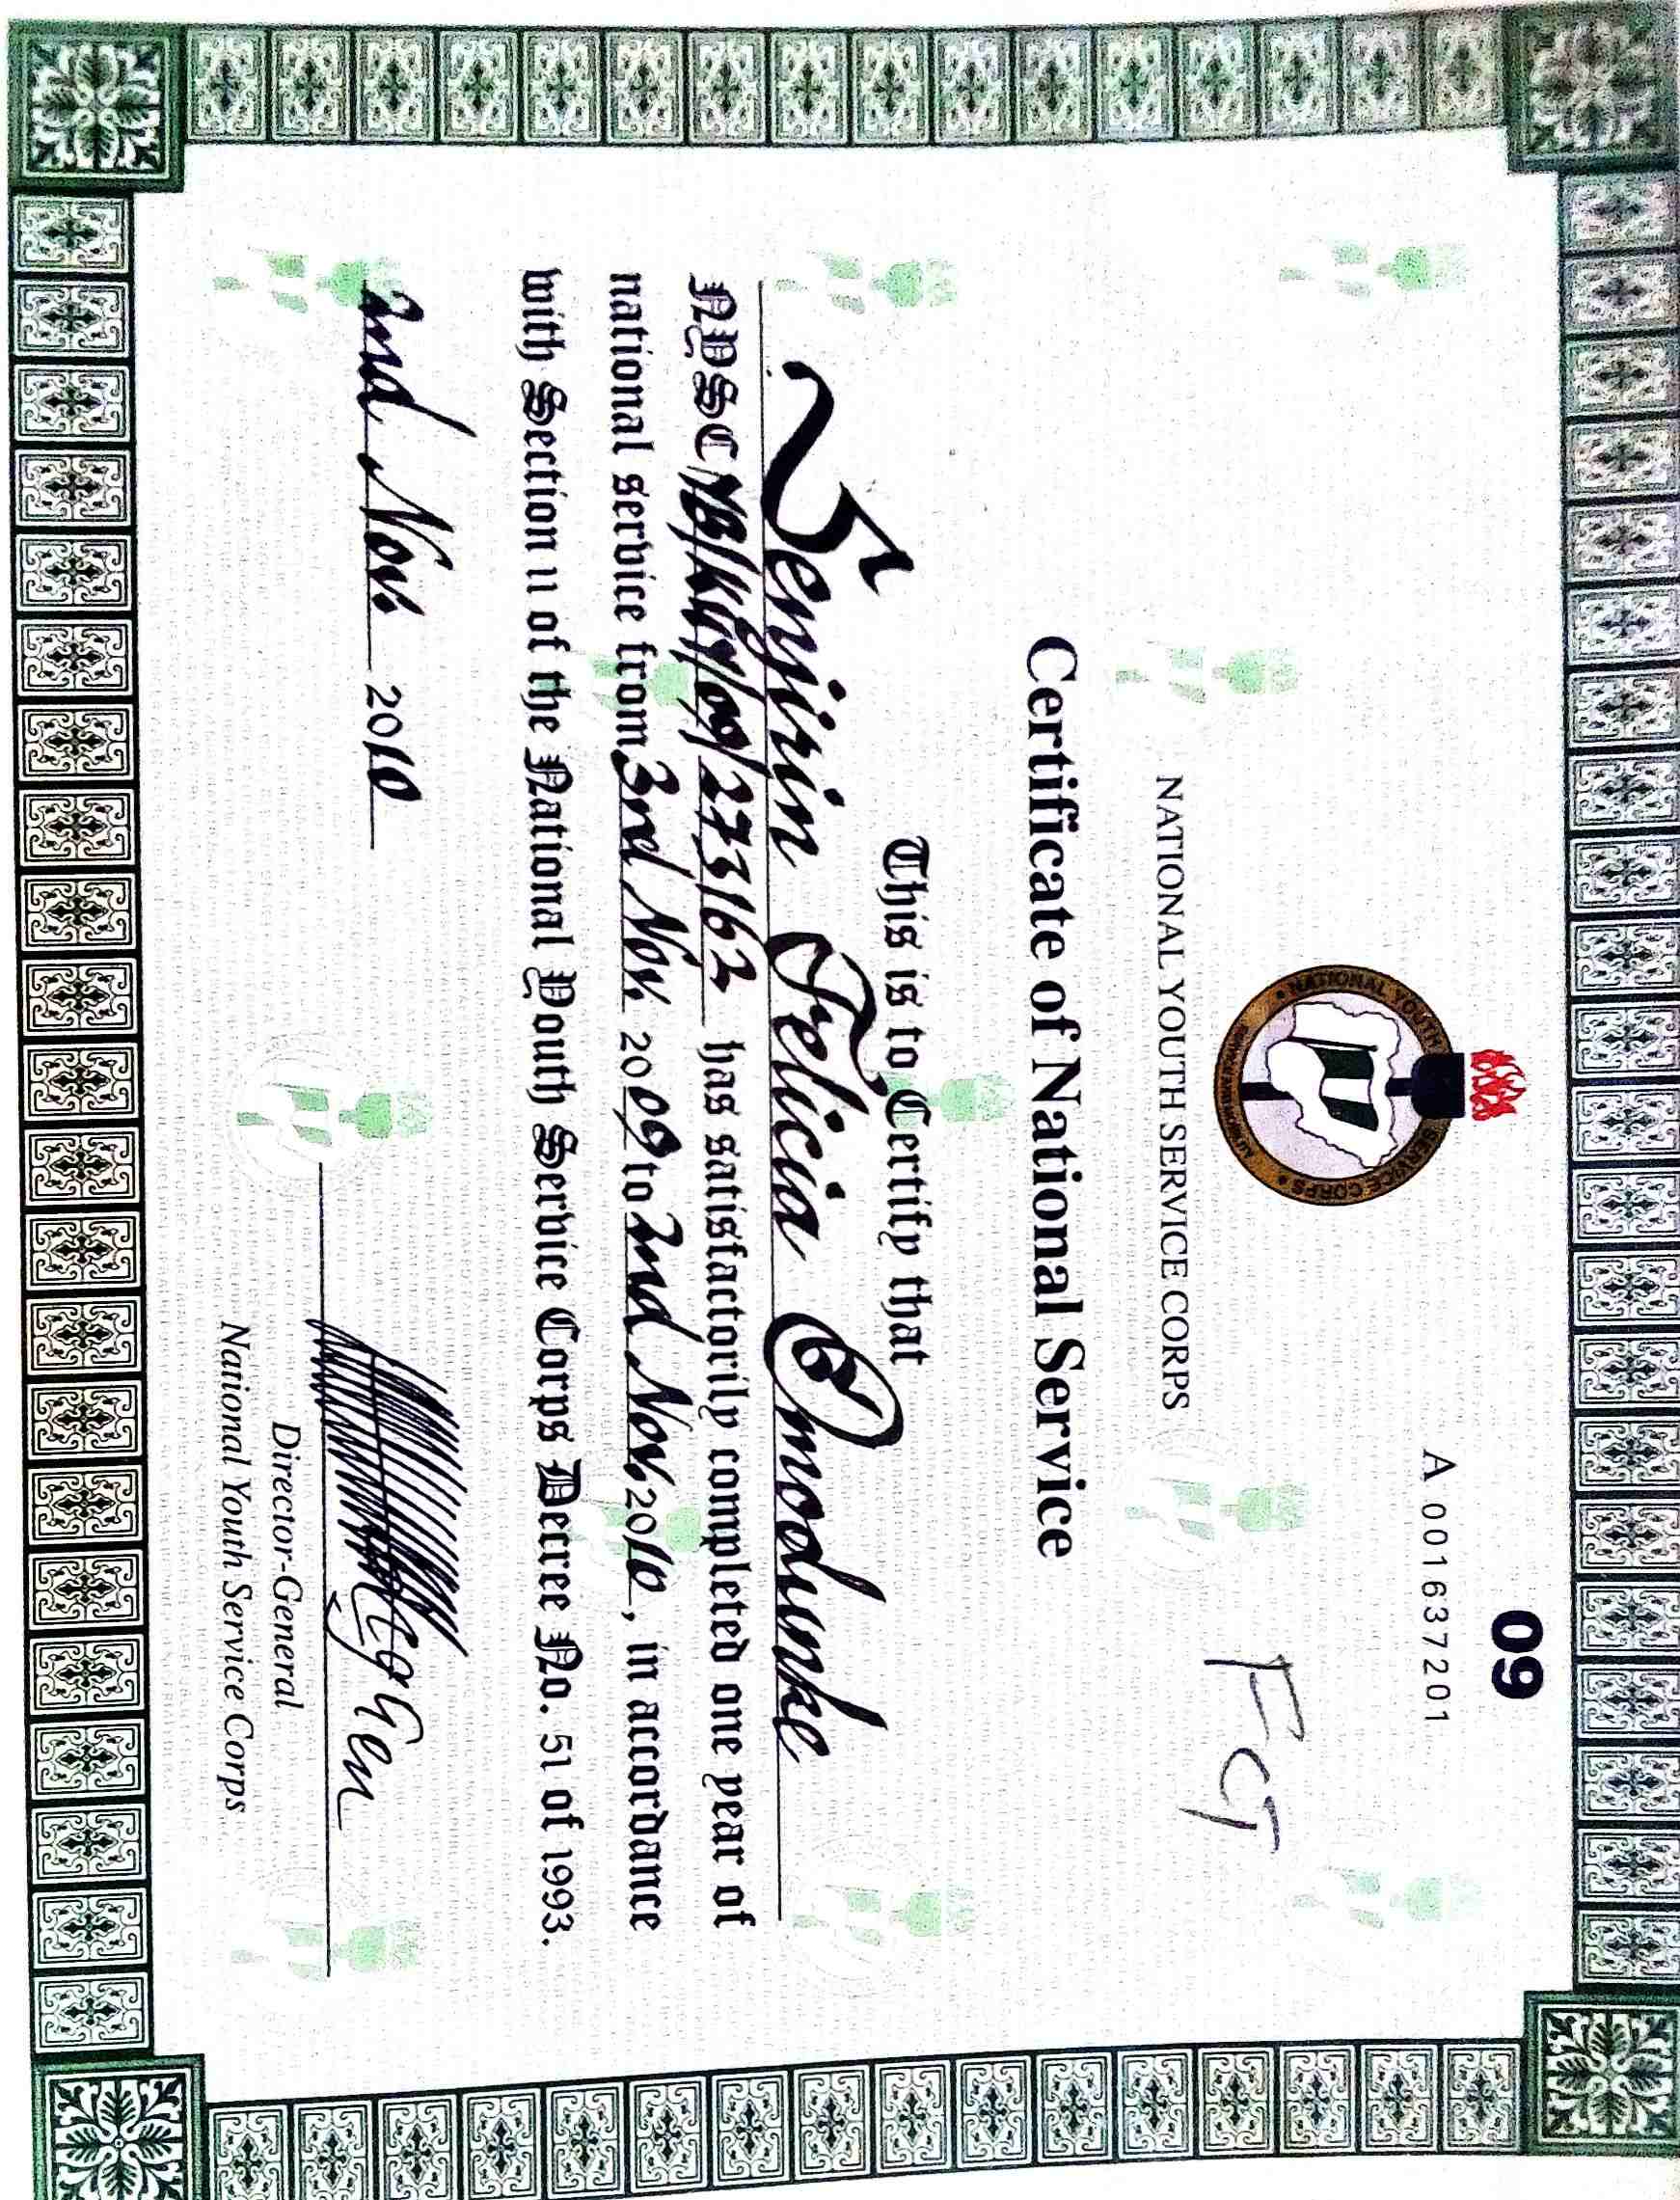 09
A 001637201
FCT
NATIONAL YOUTH SERVICE CORPS
Certificate of National Service
This is to Certify that
Felicia Omodunke
NYSC has satisfactorily completed one year of
national service from 3rd Nov. 2009 to 2nd Nov. 2010, in accordance
with Section 11 of the National Youth Service Corps Decree No. 51 of 1993.
2nd Nov. 2010
Director-General
National Youth Service Corps